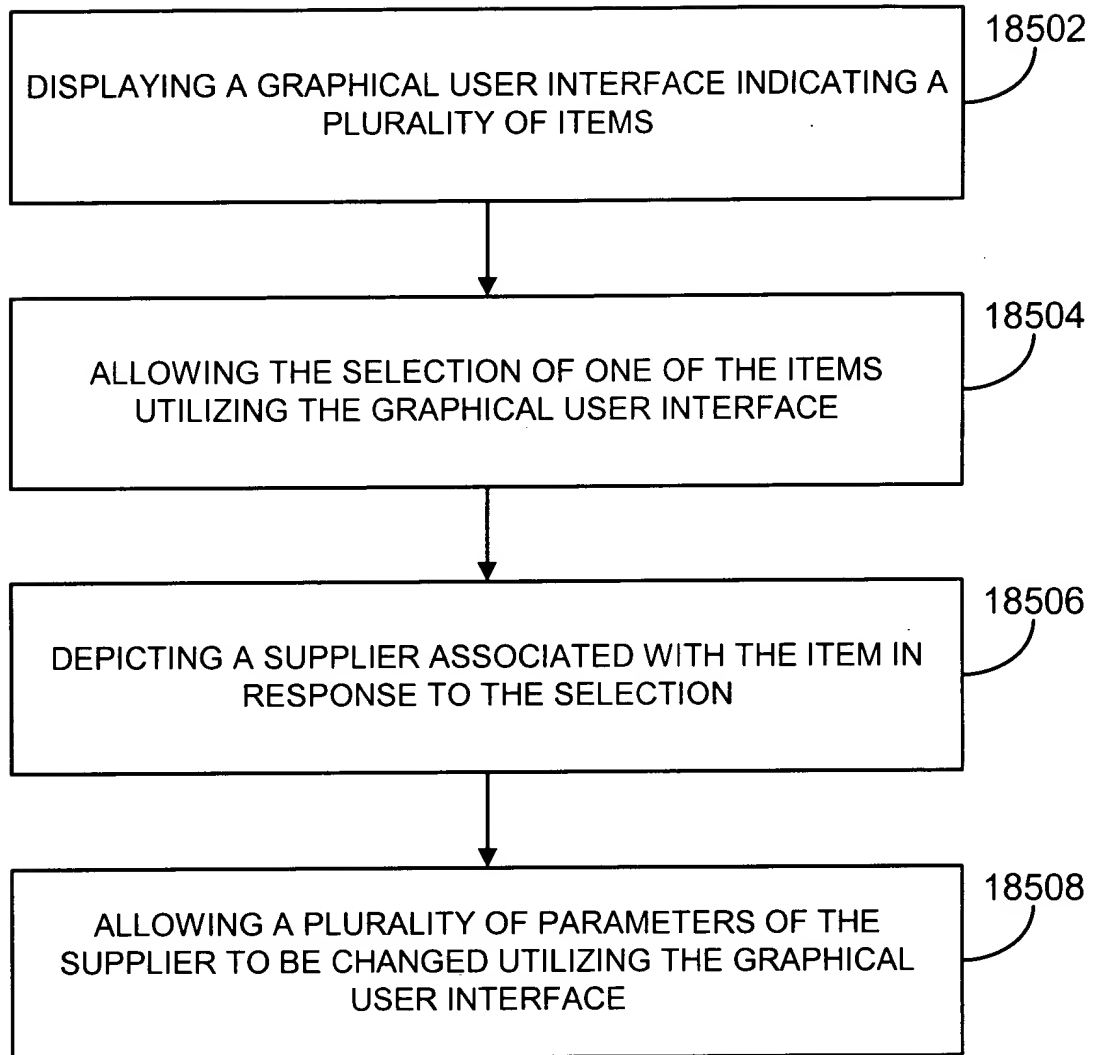 18502
DISPLAYING A GRAPHICAL USER INTERFACE INDICATING A
PLURALITY OF ITEMS
18504
ALLOWING THE SELECTION OF ONE OF THE ITEMS
UTILIZING THE GRAPHICAL USER INTERFACE
18506
DEPICTING A SUPPLIER ASSOCIATED WITH THE ITEM IN
RESPONSE TO THE SELECTION
18508
ALLOWING A PLURALITY OF PARAMETERS OF THE
SUPPLIER TO BE CHANGED UTILIZING THE GRAPHICAL
USER INTERFACE